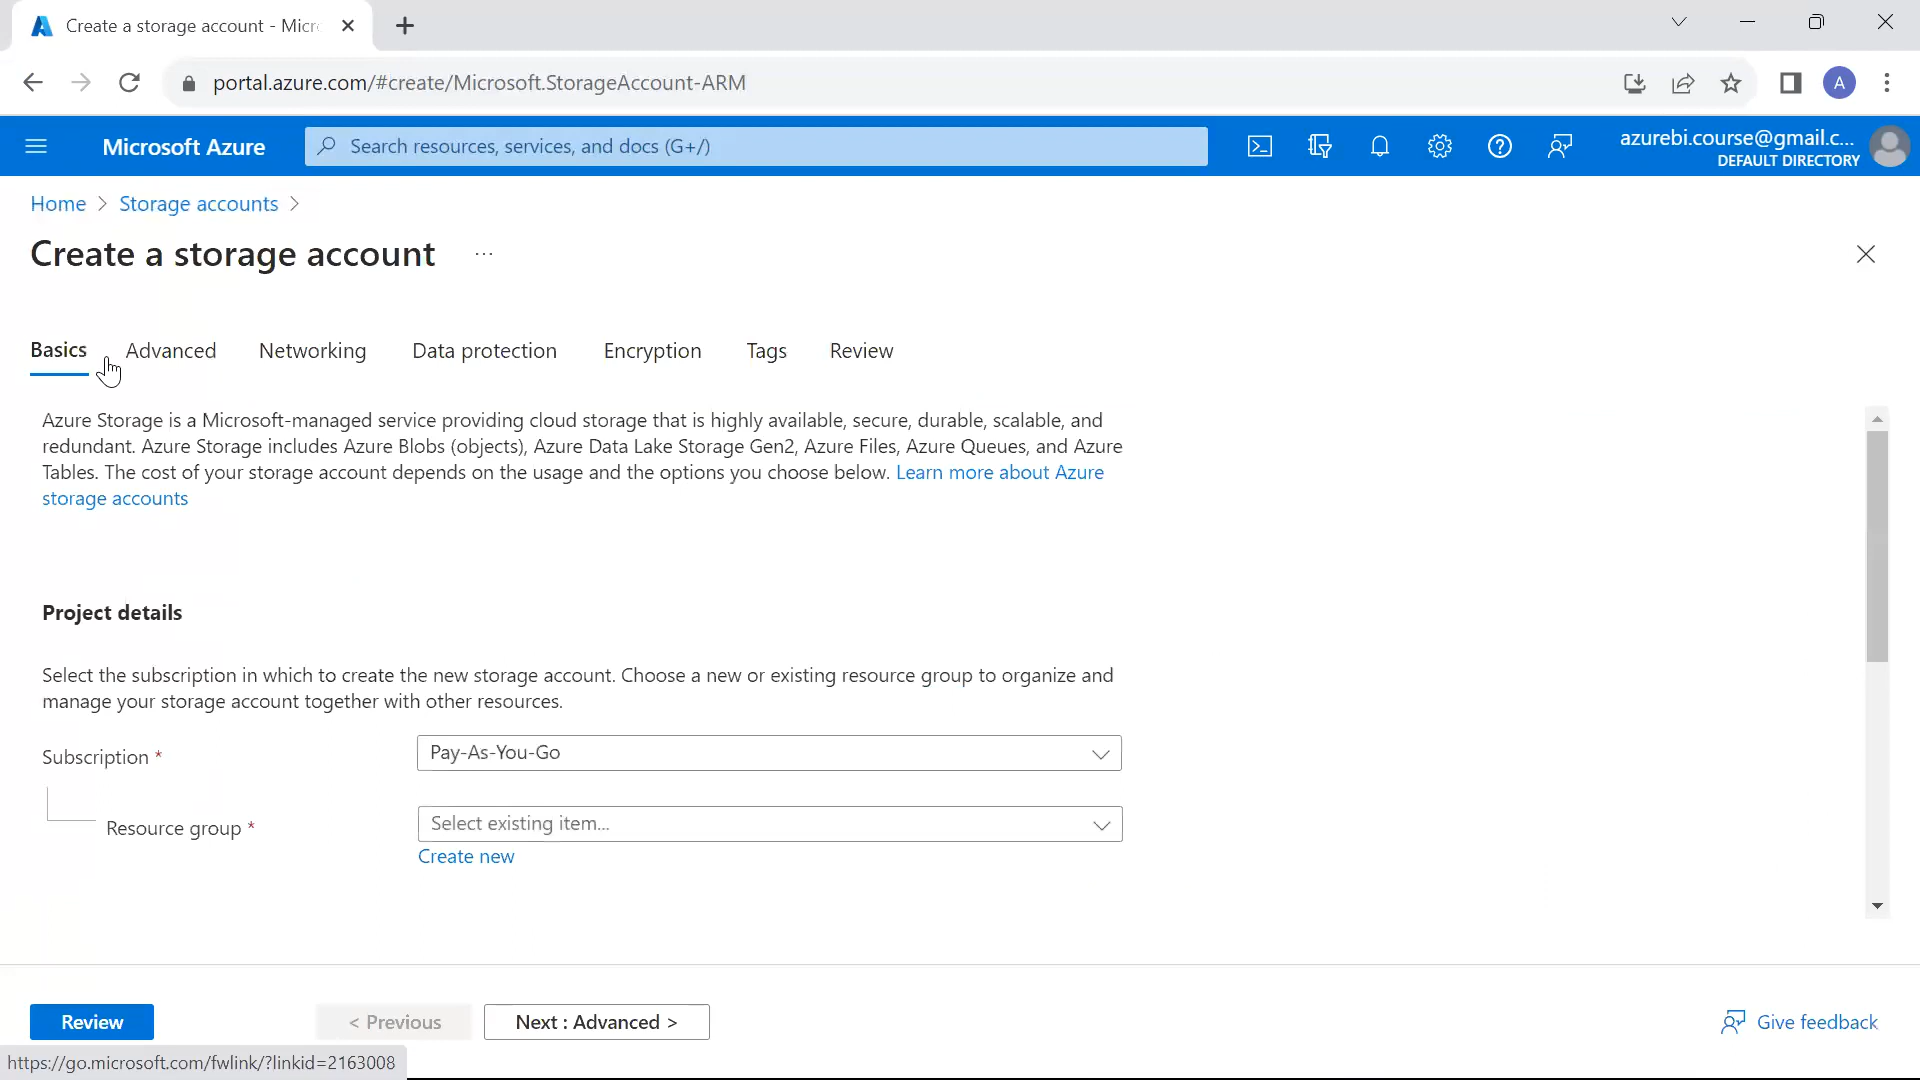 Create a storage account - Micr
portal.azure.com/#create/Microsoft.StorageAccount-ARM
A
Microsoft Azure
Search resources, services, and docs (G+/)
azurebi.course@gmail.c...
DEFAULT DIRECTORY
Home > Storage accounts >
Create a storage account ...
Basics Advanced Networking Data protection Encryption Tags Review
Azure Storage is a Microsoft-managed service providing cloud storage that is highly available, secure, durable, scalable, and
redundant. Azure Storage includes Azure Blobs (objects), Azure Data Lake Storage Gen2, Azure Files, Azure Queues, and Azure
Tables. The cost of your storage account depends on the usage and the options you choose below. Learn more about Azure
storage accounts
Project details
Select the subscription in which to create the new storage account. Choose a new or existing resource group to organize and
manage your storage account together with other resources.
Subscription *
Pay-As-You-Go
Resource group *
Select existing item...
Create new
Review
< Previous
Next : Advanced >
Give feedback
https://go.microsoft.com/fwlink/?linkid=2163008